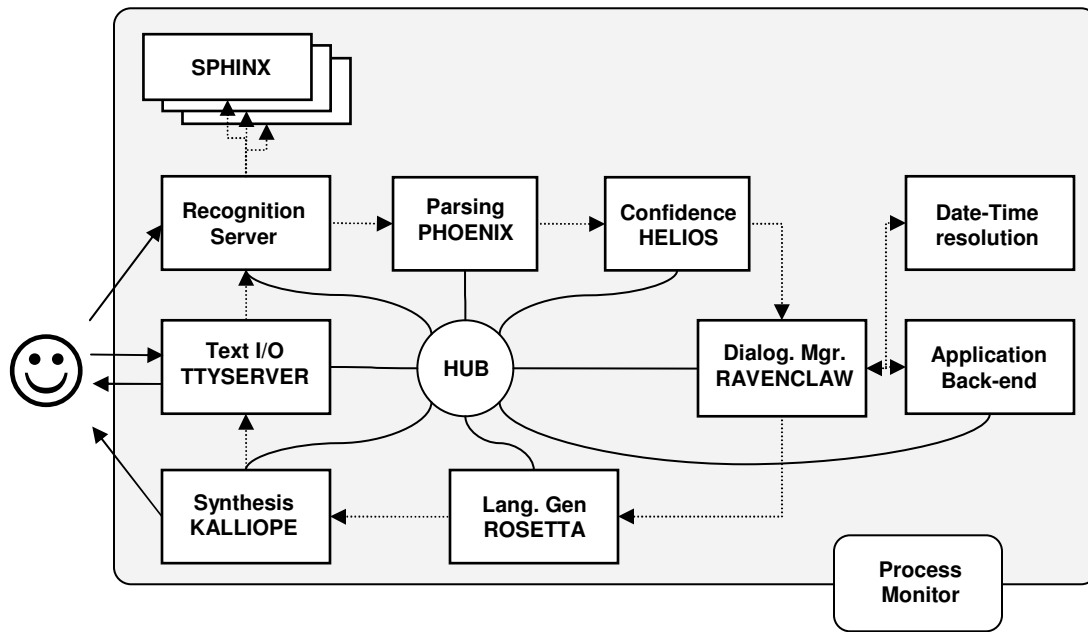 SPHINX
Recognition
Server
Parsing
PHOENIX
Confidence
HELIOS
Date-Time
resolution
Text I/O
TTYSERVER
HUB
Dialog. Mgr.
RAVENCLAW
Application
Back-end
Synthesis
KALLIOPE
Lang. Gen
ROSETTA
Process
Monitor